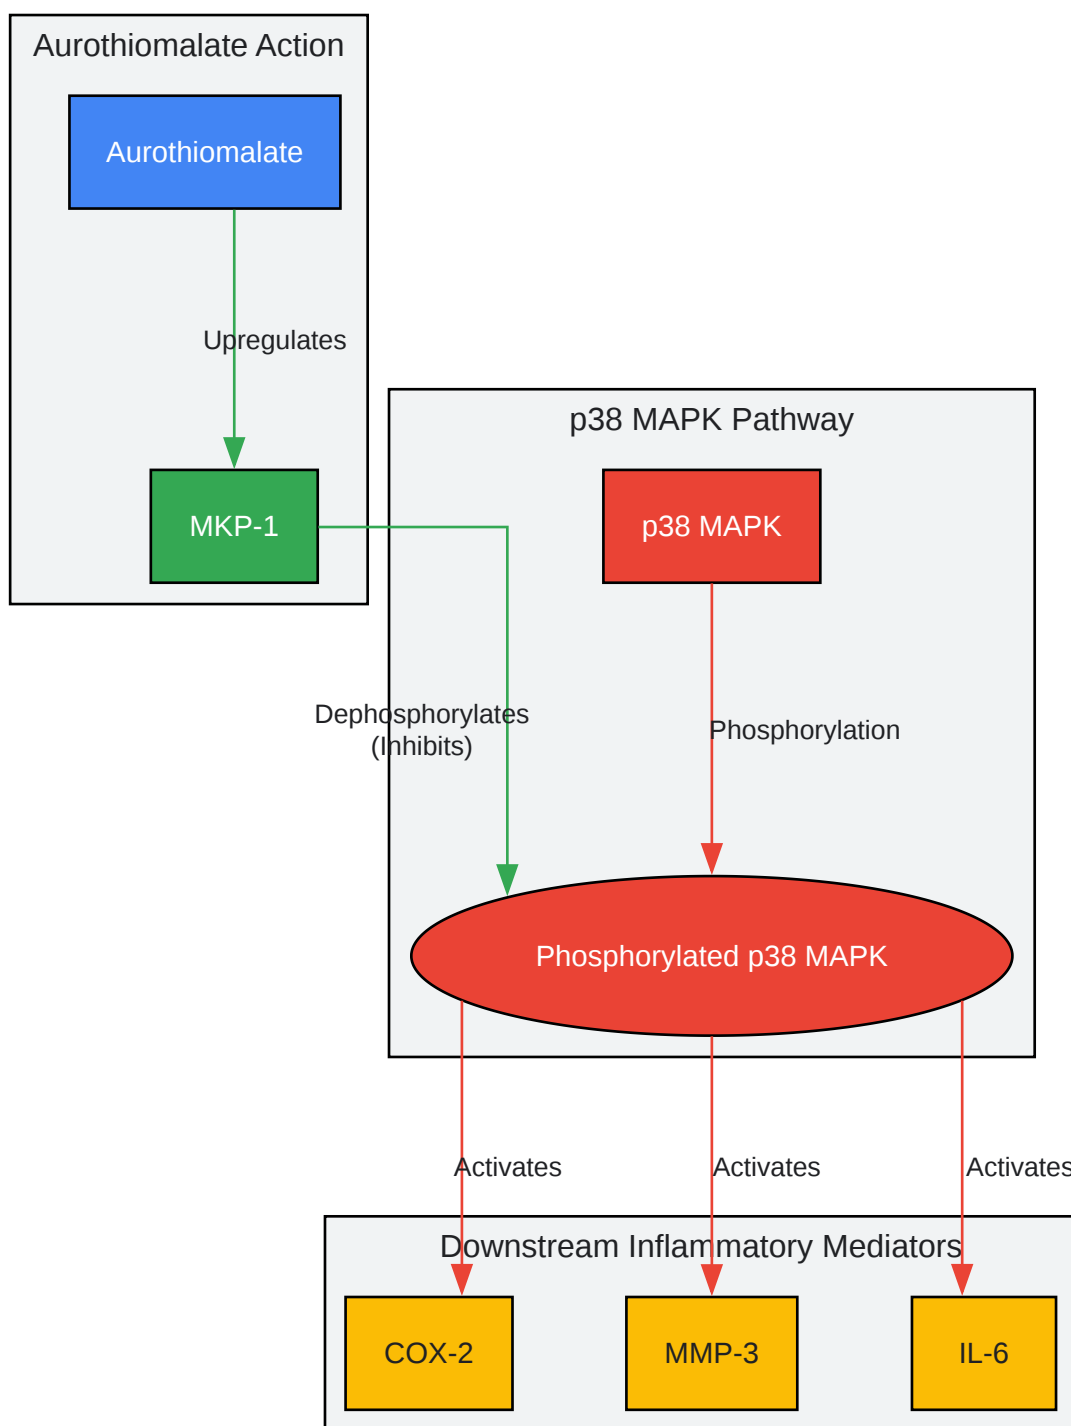 Aurothiomalate Action
Aurothiomalate
Upregulates
p38 MAPK Pathway
MKP-1
p38 MAPK
Dephosphorylates
(Inhibits)
Phosphorylation
Phosphorylated p38 MAPK
Activates
Activates
Activates
Downstream Inflammatory Mediators
COX-2
MMP-3
IL-6